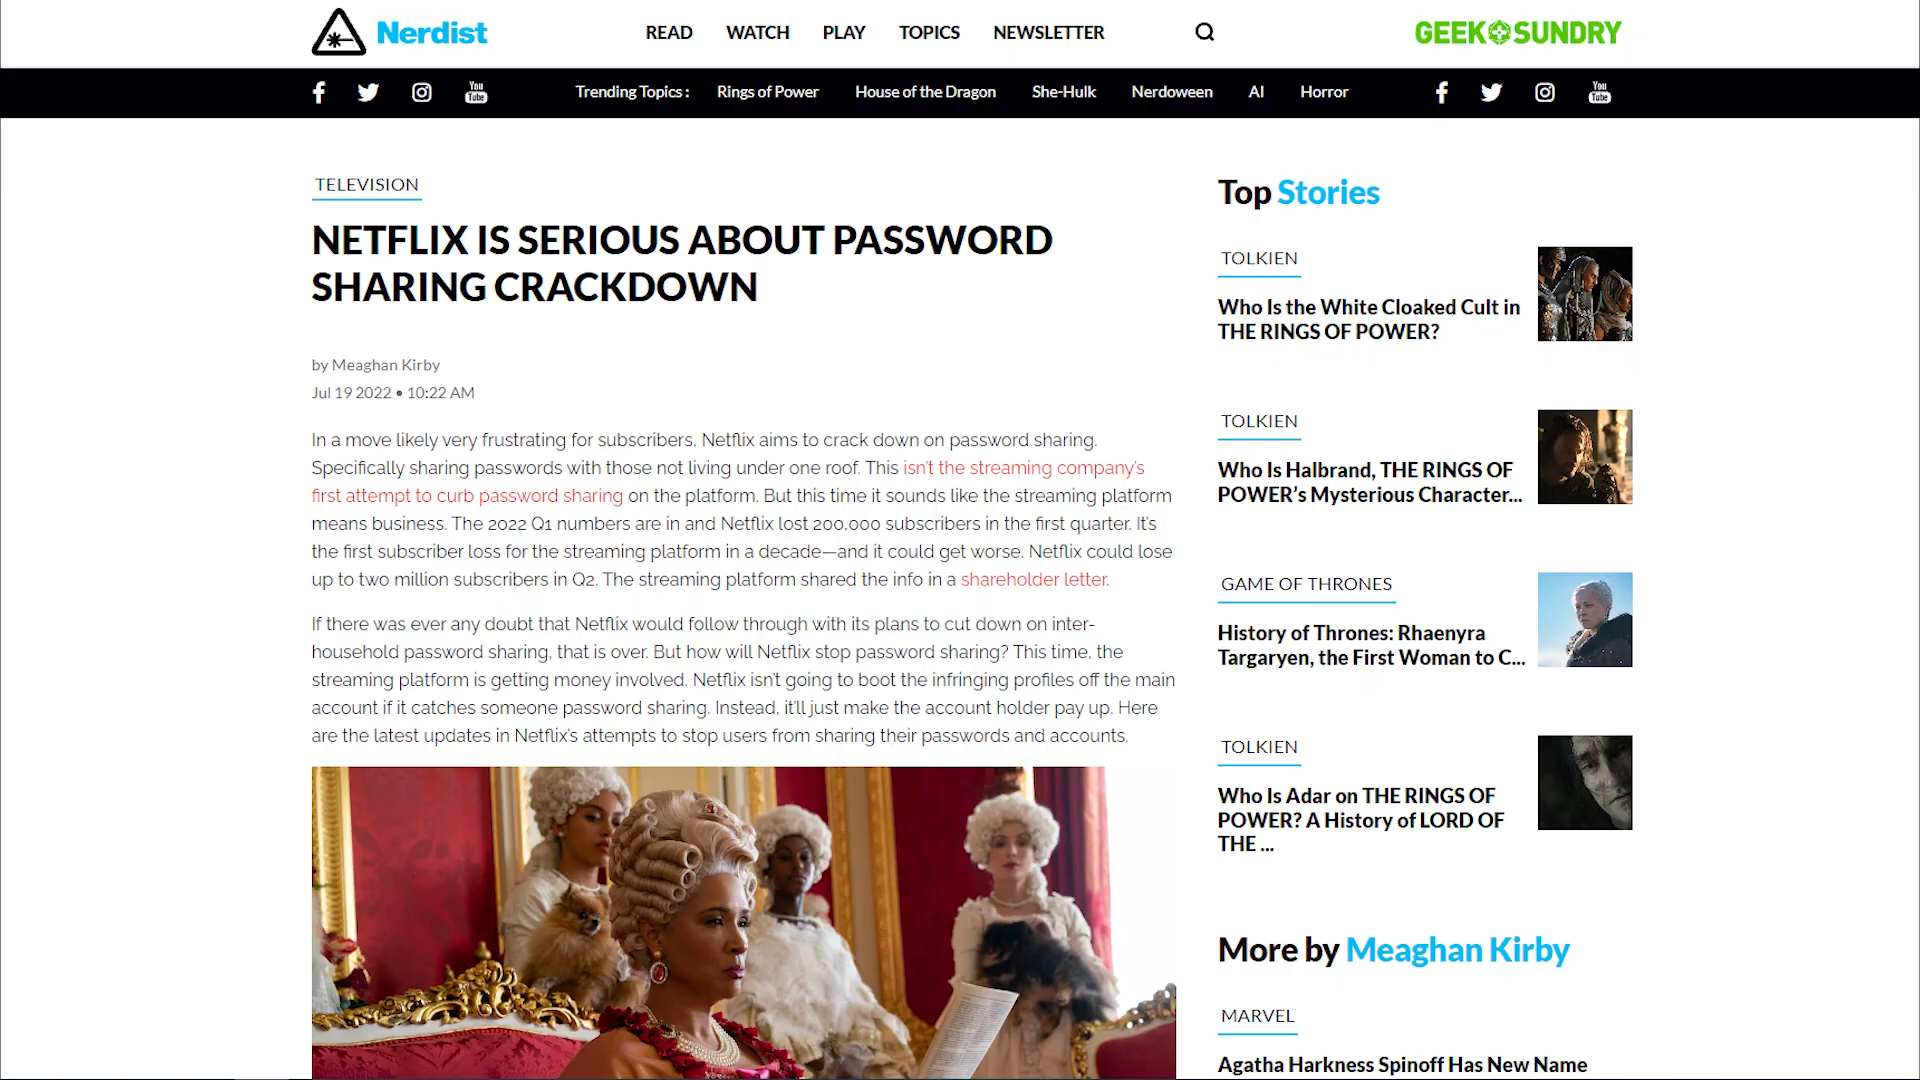 Nerdist
READ WATCH PLAY TOPICS NEWSLETTER
GEEK SUNDRY
You Tube
Trending Topics : Rings of Power House of the Dragon She-Hulk Nerdoween AI Horror
You Tube
TELEVISION
NETFLIX IS SERIOUS ABOUT PASSWORD
SHARING CRACKDOWN
by Meaghan Kirby
Jul 19 2022 • 10:22 AM
In a move likely very frustrating for subscribers, Netflix aims to crack down on password sharing.
Specifically sharing passwords with those not living under one roof. This isn't the streaming company's
first attempt to curb password sharing on the platform. But this time it sounds like the streaming platform
means business. The 2022 Q1 numbers are in and Netflix lost 200,000 subscribers in the first quarter. It's
the first subscriber loss for the streaming platform in a decade—and it could get worse. Netflix could lose
up to two million subscribers in Q2. The streaming platform shared the info in a shareholder letter.
If there was ever any doubt that Netflix would follow through with its plans to cut down on inter-
household password sharing, that is over. But how will Netflix stop password sharing? This time, the
streaming platform is getting money involved. Netflix isn't going to boot the infringing profiles off the main
account if it catches someone password sharing. Instead, it'll just make the account holder pay up. Here
are the latest updates in Netflix's attempts to stop users from sharing their passwords and accounts.
Top Stories
TOLKIEN
Who Is the White Cloaked Cult in
THE RINGS OF POWER?
TOLKIEN
Who Is Halbrand, THE RINGS OF
POWER's Mysterious Character...
GAME OF THRONES
History of Thrones: Rhaenyra
Targaryen, the First Woman to C...
TOLKIEN
Who Is Adar on THE RINGS OF
POWER? A History of LORD OF
THE ...
More by Meaghan Kirby
MARVEL
Agatha Harkness Spinoff Has New Name